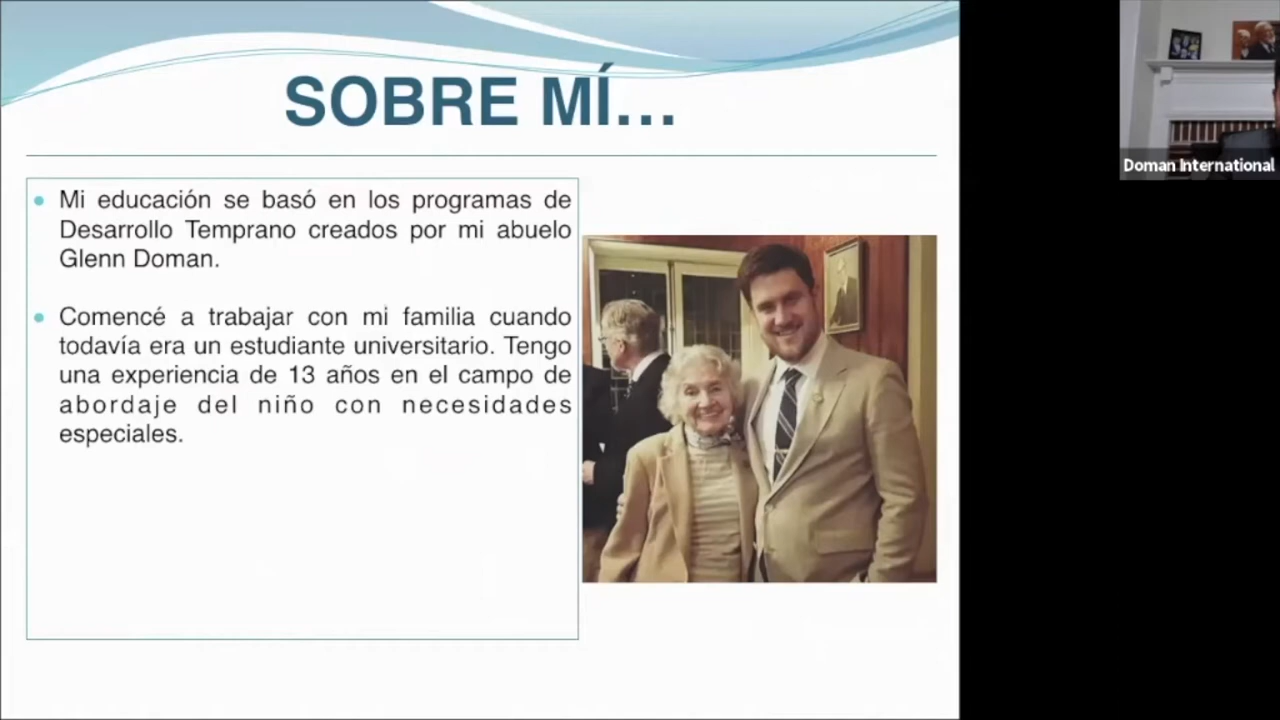 SOBRE MÍ...
• Mi educación se basó en los programas de
Desarrollo Temprano creados por mi abuelo
Glenn Doman.
• Comencé a trabajar con mi familia cuando
todavía era un estudiante universitario. Tengo
una experiencia de 13 años en el campo de
abordaje del niño con necesidades
especiales.
Doman International